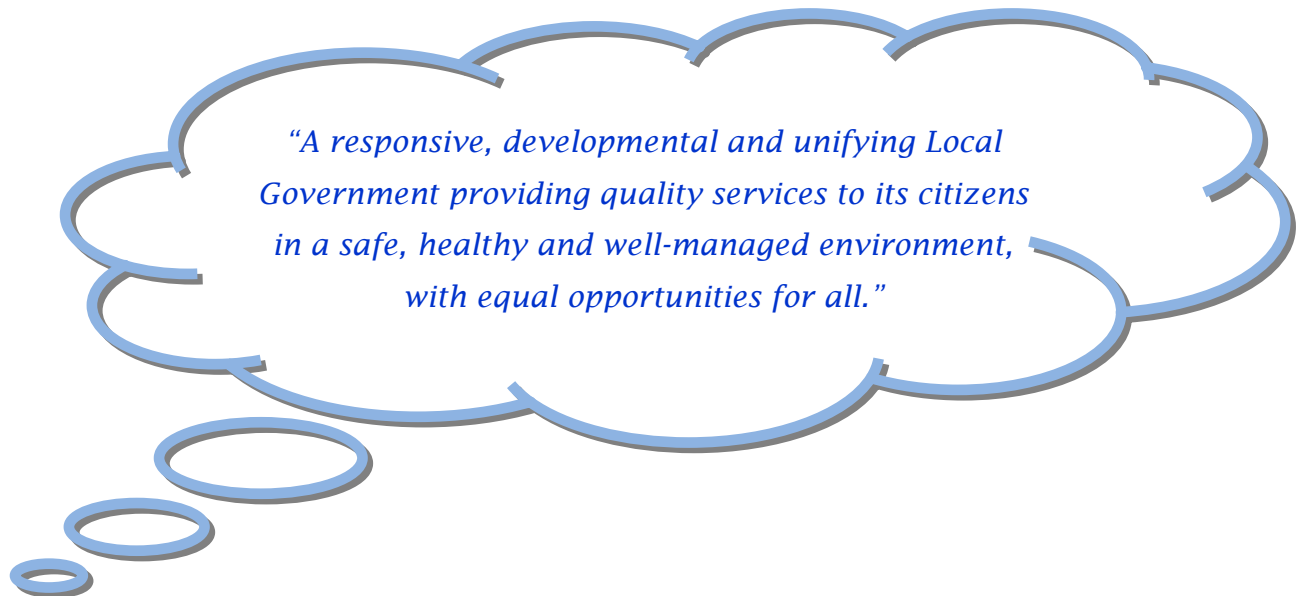 “A responsive, developmental and unifying Local
Government providing quality services to its citizens
in a safe, healthy and well-managed environment,
with equal opportunities for all.”